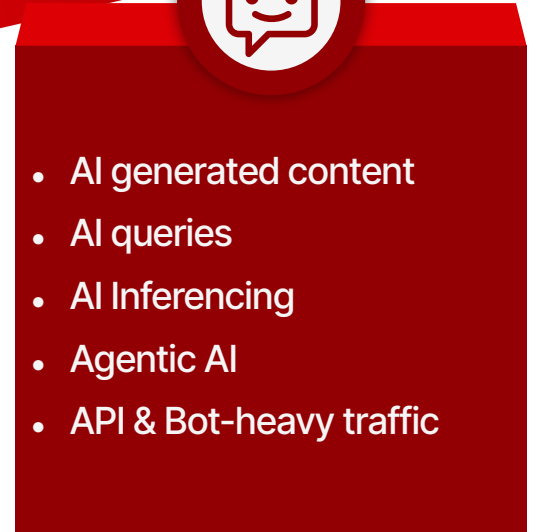 • AI generated content
• AI queries
• AI Inferencing
• Agentic AI
• API & Bot-heavy traffic